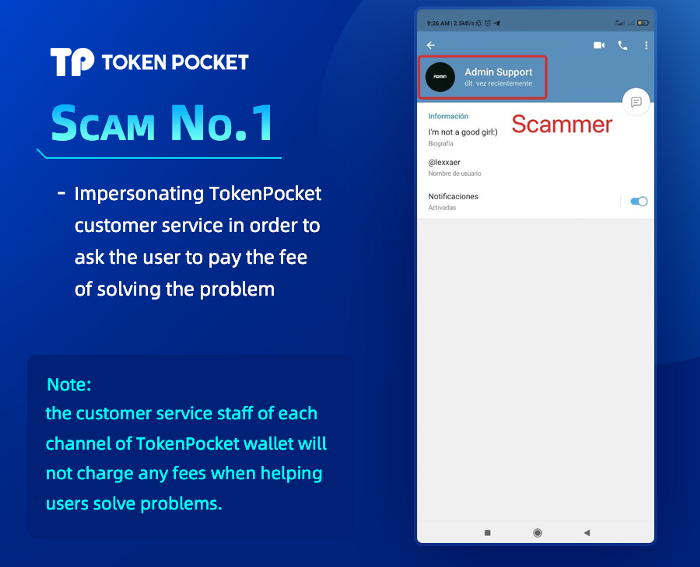 TP TOKEN POCKET
SCAM NO.1
- Impersonating TokenPocket
customer service in order to
ask the user to pay the fee
of solving the problem
Note:
the customer service staff of each
channel of TokenPocket wallet will
not charge any fees when helping
users solve problems.
9:26 AM | 2.5kB/s
Admin
Admin Support
últ. vez recientemente
Información
Scammer
i'm not a good girl:)
Biografía
@lexxaer
Nombre de usuario
Notificaciones
Activadas